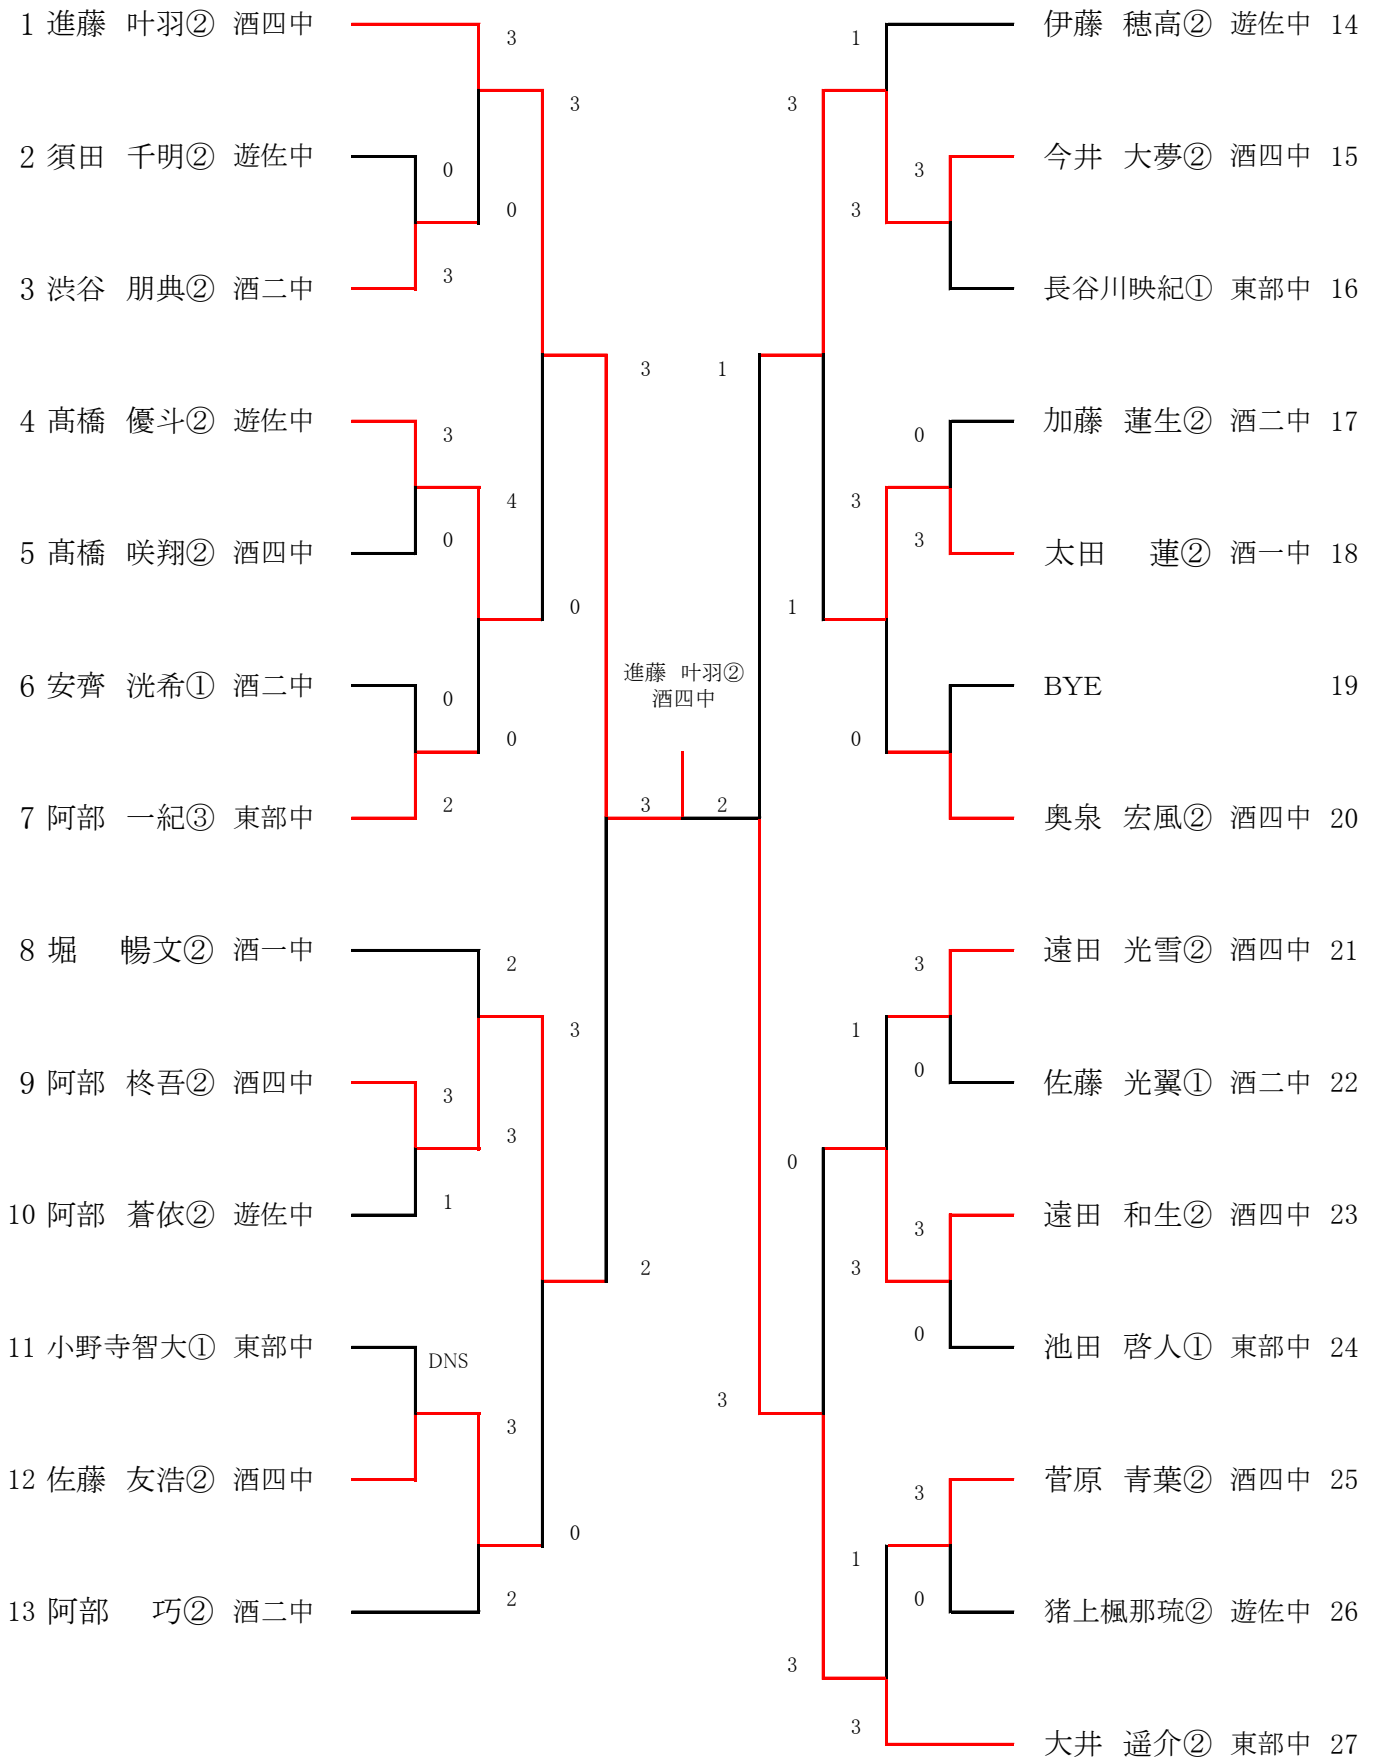 1 進藤 叶羽② 酒四中
3
3
2 須田 千明② 遊佐中
0
0
3 渋谷 朋典② 酒二中
3
3
4 髙橋 優斗② 遊佐中
3
4
5 髙橋 咲翔② 酒四中
0
0
6 安齊 洸希① 酒二中
0
0
7 阿部 一紀③ 東部中
2
8 堀 暢文② 酒一中
2
3
9 阿部 柊吾② 酒四中
3
3
10 阿部 蒼依② 遊佐中
1
2
11 小野寺智大① 東部中
DNS
3
12 佐藤 友浩② 酒四中
0
13 阿部 巧② 酒二中
2
進藤 叶羽②
酒四中
3 2
伊藤 穂高② 遊佐中 14
1
3
今井 大夢② 酒四中 15
3
3
長谷川映紀① 東部中 16
1
加藤 蓮生② 酒二中 17
0
3
太田 蓮② 酒一中 18
3
1
BYE 19
0
奥泉 宏風② 酒四中 20
遠田 光雪② 酒四中 21
3
1
佐藤 光翼① 酒二中 22
0
0
遠田 和生② 酒四中 23
3
3
池田 啓人① 東部中 24
0
3
菅原 青葉② 酒四中 25
3
1
猪上楓那琉② 遊佐中 26
0
3
大井 遥介② 東部中 27
3